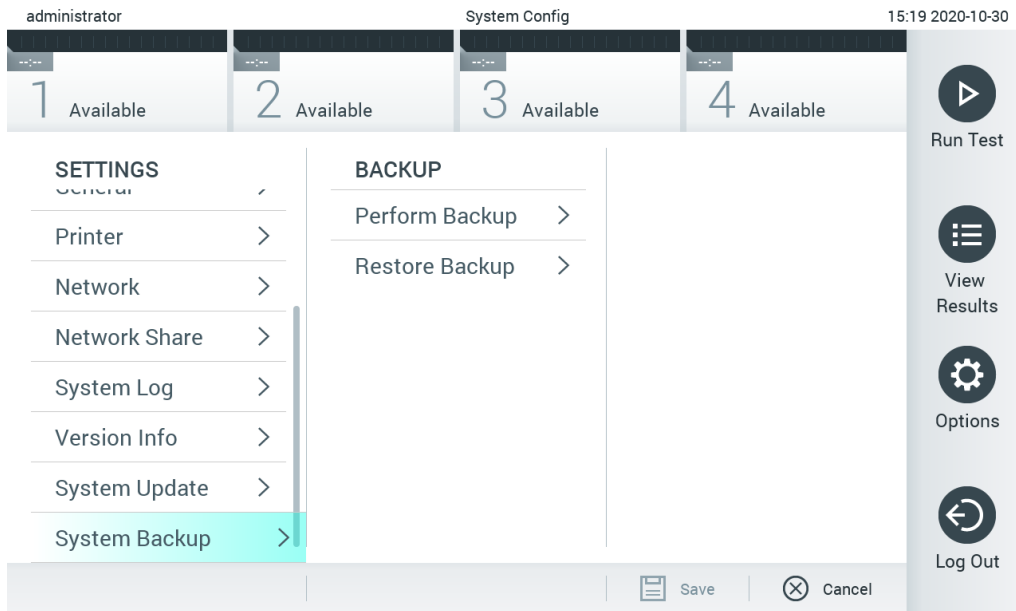 administrator
System Config
15:19 2020-10-30
--:--
--:--
--:--
--:--
1 Available
2 Available
3 Available
4 Available
Run Test
SETTINGS
General
Printer
Network
Network Share
System Log
Version Info
System Update
System Backup
BACKUP
Perform Backup
Restore Backup
View
Results
Options
Log Out
Save
Cancel